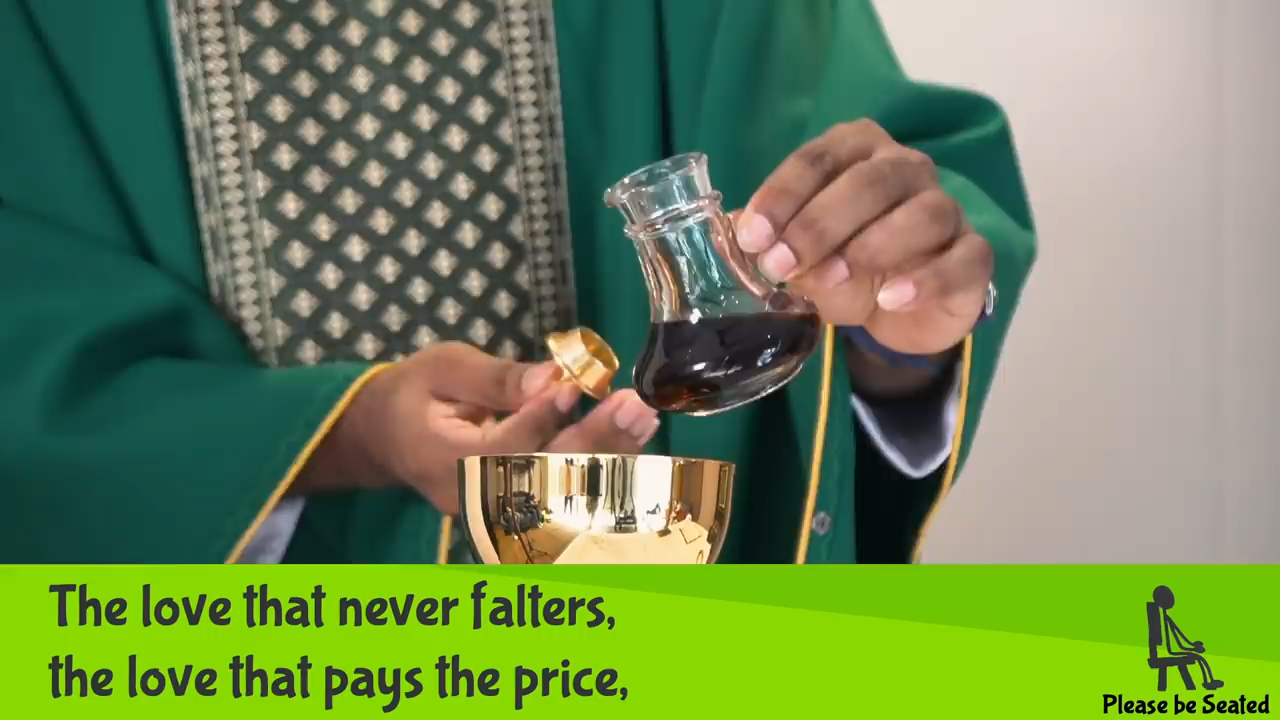 The love that never falters,
the love that pays the price,
Please be Seated